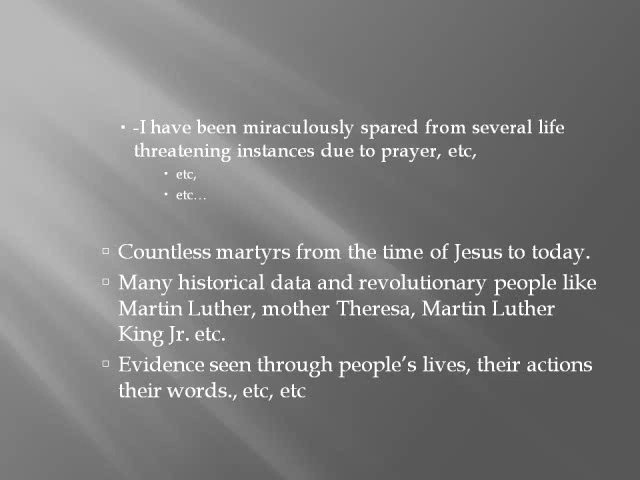 -I have been miraculously spared from several life
threatening instances due to prayer, etc,
etc,
etc…
Countless martyrs from the time of Jesus to today.
Many historical data and revolutionary people like
Martin Luther, mother Theresa, Martin Luther
King Jr. etc.
Evidence seen through people’s lives, their actions
their words., etc, etc